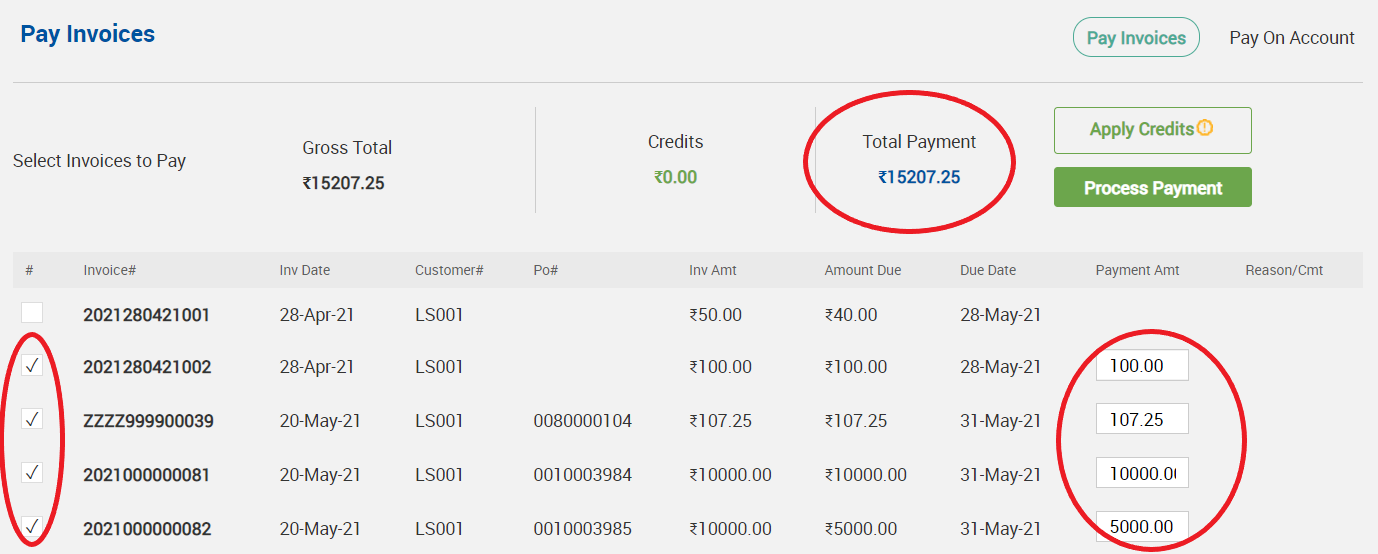 Pay Invoices
Pay Invoices Pay On Account
Select Invoices to Pay
Gross Total
₹15207.25
Credits
₹0.00
Total Payment
₹15207.25
Apply Credits
Process Payment
# Invoice# Inv Date Customer# Po# Inv Amt Amount Due Due Date Payment Amt Reason/Cmt
2021280421001 28-Apr-21 LS001 ₹50.00 ₹40.00 28-May-21
2021280421002 28-Apr-21 LS001 ₹100.00 ₹100.00 28-May-21 100.00
ZZZZ999900039 20-May-21 LS001 0080000104 ₹107.25 ₹107.25 31-May-21 107.25
2021000000081 20-May-21 LS001 0010003984 ₹10000.00 ₹10000.00 31-May-21 10000.0
2021000000082 20-May-21 LS001 0010003985 ₹10000.00 ₹5000.00 31-May-21 5000.00